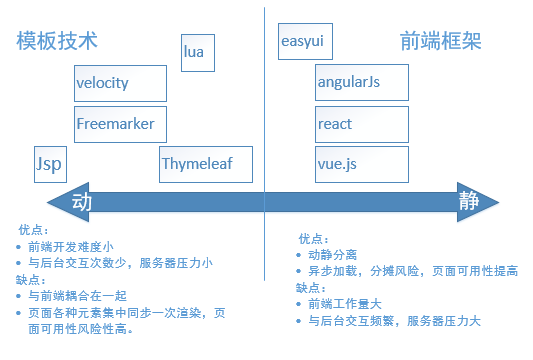 模板技术
lua
velocity
Freemarker
Jsp
Thymeleaf
easyui
前端框架
angularJs
react
vue.js
动
静
优点：
• 前端开发难度小
• 与后台交互次数少，服务器压力小
缺点：
• 与前端耦合在一起
• 页面各种元素集中同步一次渲染，页
面可用性风险性高。
优点：
• 动静分离
• 异步加载，分摊风险，页面可用性提高
缺点：
• 前端工作量大
• 与后台交互频繁，服务器压力大